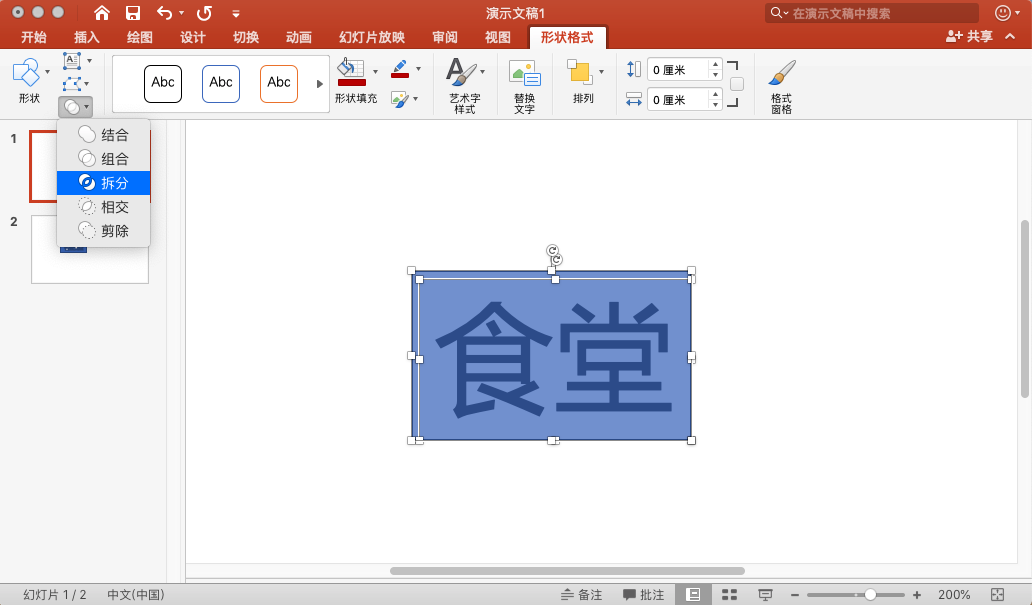 演示文稿1
在演示文稿中搜索
开始 插入 绘图 设计 切换 动画 幻灯片放映 审阅 视图 形状格式 共享
形状
Abc Abc Abc
形状填充
艺术字
样式
替换
文字
排列
0 厘米
0 厘米
格式
窗格
结合
组合
拆分
相交
剪除
1
2
食堂
幻灯片 1 / 2 中文(中国) 备注 批注 200%